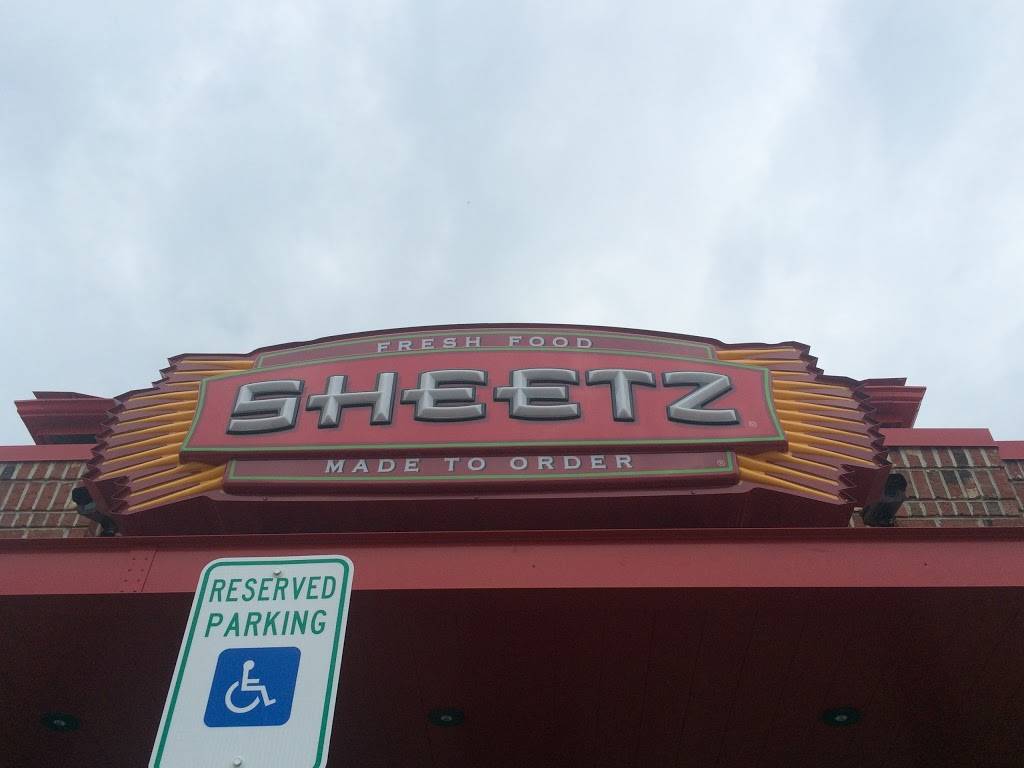 FRESH FOOD
SHEETZ®
MADE TO ORDER®
RESERVED
PARKING